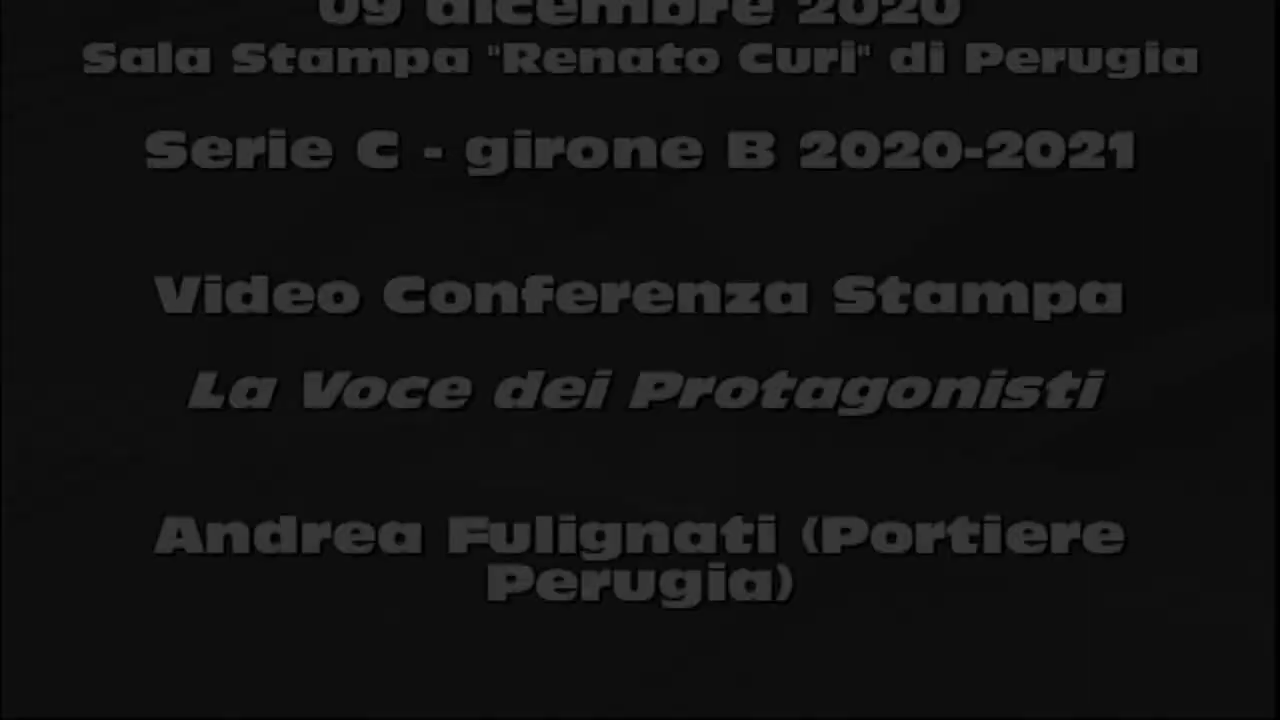 09 dicembre 2020
Sala Stampa "Renato Curi" di Perugia
Serie C - girone B 2020-2021
Video Conferenza Stampa
La Voce dei Protagonisti
Andrea Fulignati (Portiere
Perugia)